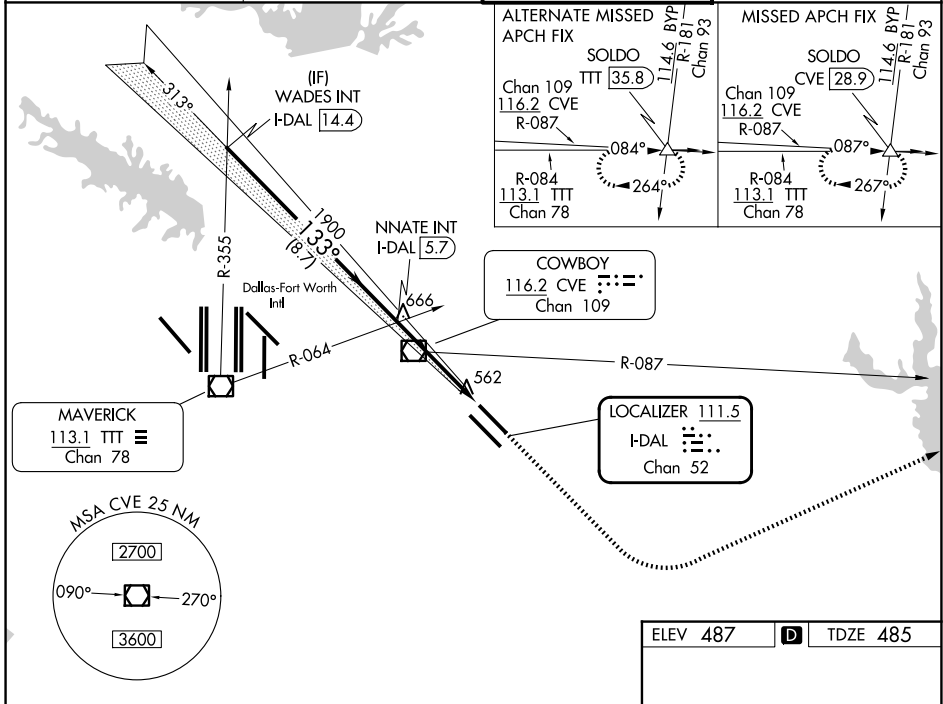 ALTERNATE MISSED
APCH FIX
SOLDO
TTT 35.8
114.6 BYP
R-181
Chan 93
Chan 109
116.2 CVE
R-087
084°
264°
R-084
113.1 TTT
Chan 78
MISSED APCH FIX
SOLDO
CVE 28.9
114.6 BYP
R-181
Chan 93
Chan 109
116.2 CVE
R-087
087°
267°
R-084
113.1 TTT
Chan 78
313°
(IF)
WADES INT
I-DAL 14.4
R-355
1900
133°
(8.7)
NNATE INT
I-DAL 5.7
Dallas-Fort Worth
Intl
666
COWBOY
116.2 CVE
Chan 109
R-064
R-087
562
MAVERICK
113.1 TTT
Chan 78
LOCALIZER 111.5
I-DAL
Chan 52
MSA CVE 25 NM
2700
090°
270°
3600
ELEV 487 D TDZE 485